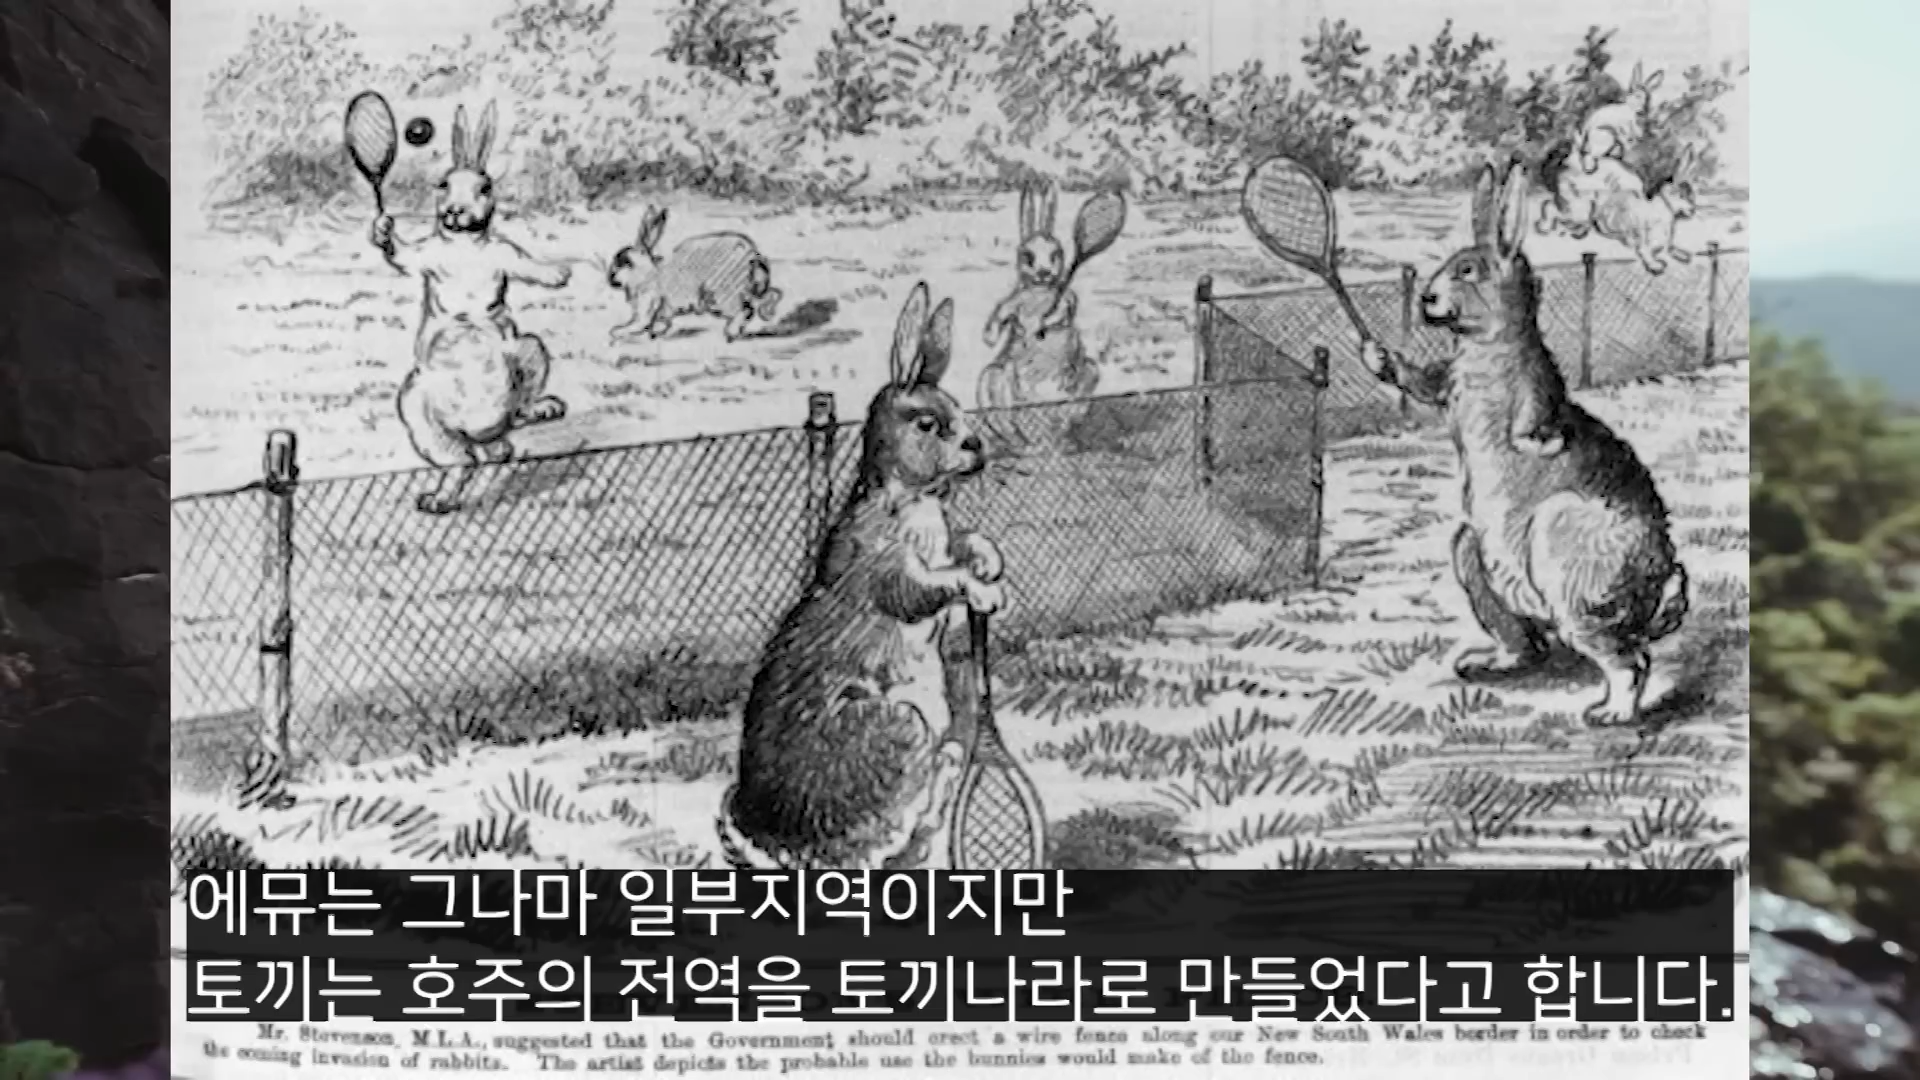 에뮤는 그나마 일부지역이지만
토끼는 호주의 전역을 토끼나라로 만들었다고 합니다.
Mr. Stevenson, M.L.A., suggested that the Government should erect a wire fence along our New South Wales border in order to check
the coming invasion of rabbits. The artist depicts the probable use the bunnies would make of the fence.